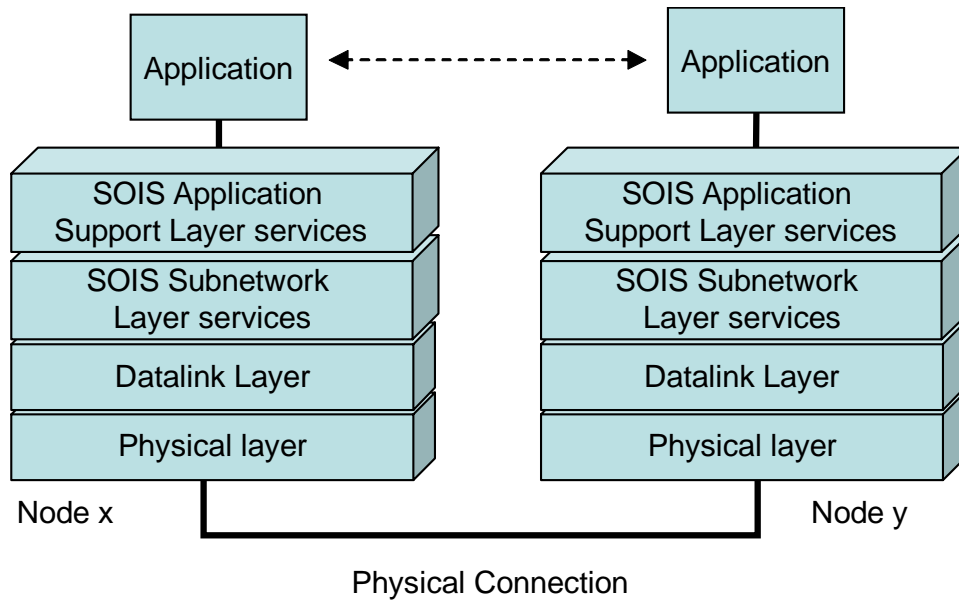 Application
Application
SOIS Application
Support Layer services
SOIS Application
Support Layer services
SOIS Subnetwork
Layer services
SOIS Subnetwork
Layer services
Datalink Layer
Datalink Layer
Physical layer
Physical layer
Node x
Node y
Physical Connection